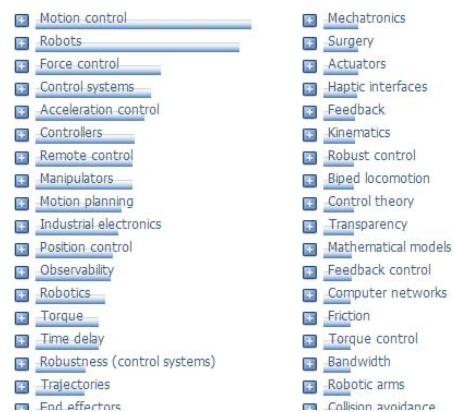 Motion control
Robots
Force control
Control systems
Acceleration control
Controllers
Remote control
Manipulators
Motion planning
Industrial electronics
Position control
Observability
Robotics
Torque
Time delay
Robustness (control systems)
Trajectories
End effectors
Mechatronics
Surgery
Actuators
Haptic interfaces
Feedback
Kinematics
Robust control
Biped locomotion
Control theory
Transparency
Mathematical models
Feedback control
Computer networks
Friction
Torque control
Bandwidth
Robotic arms
Collision avoidance